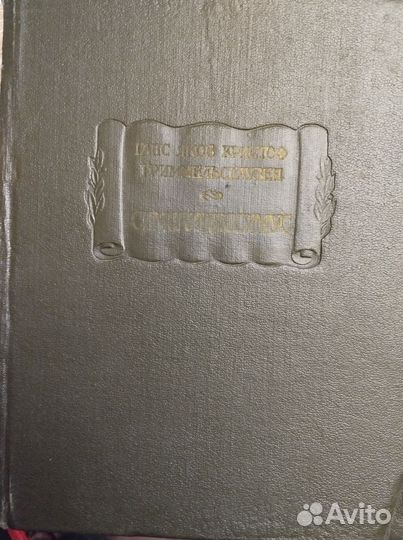 ГАНС ЯКОБ КРИСТОФ
ГРИММЕЛЬСГАУЗЕН
СИМПЛИЦИССИМУС
Avito